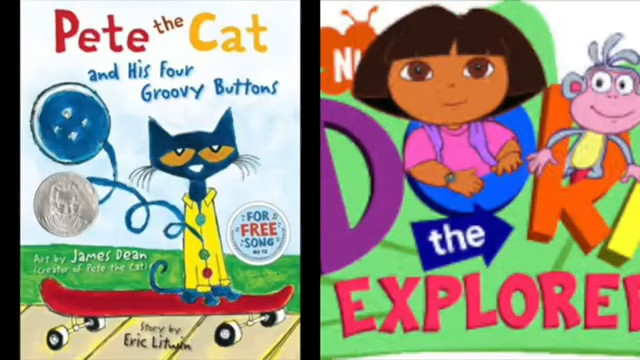 Pete the Cat
and His Four
Groovy Buttons
FOR
FREE
SONG
Art by James Dean
(creator of Pete the Cat)
Story by
Eric Litwin
the
EXPLORER